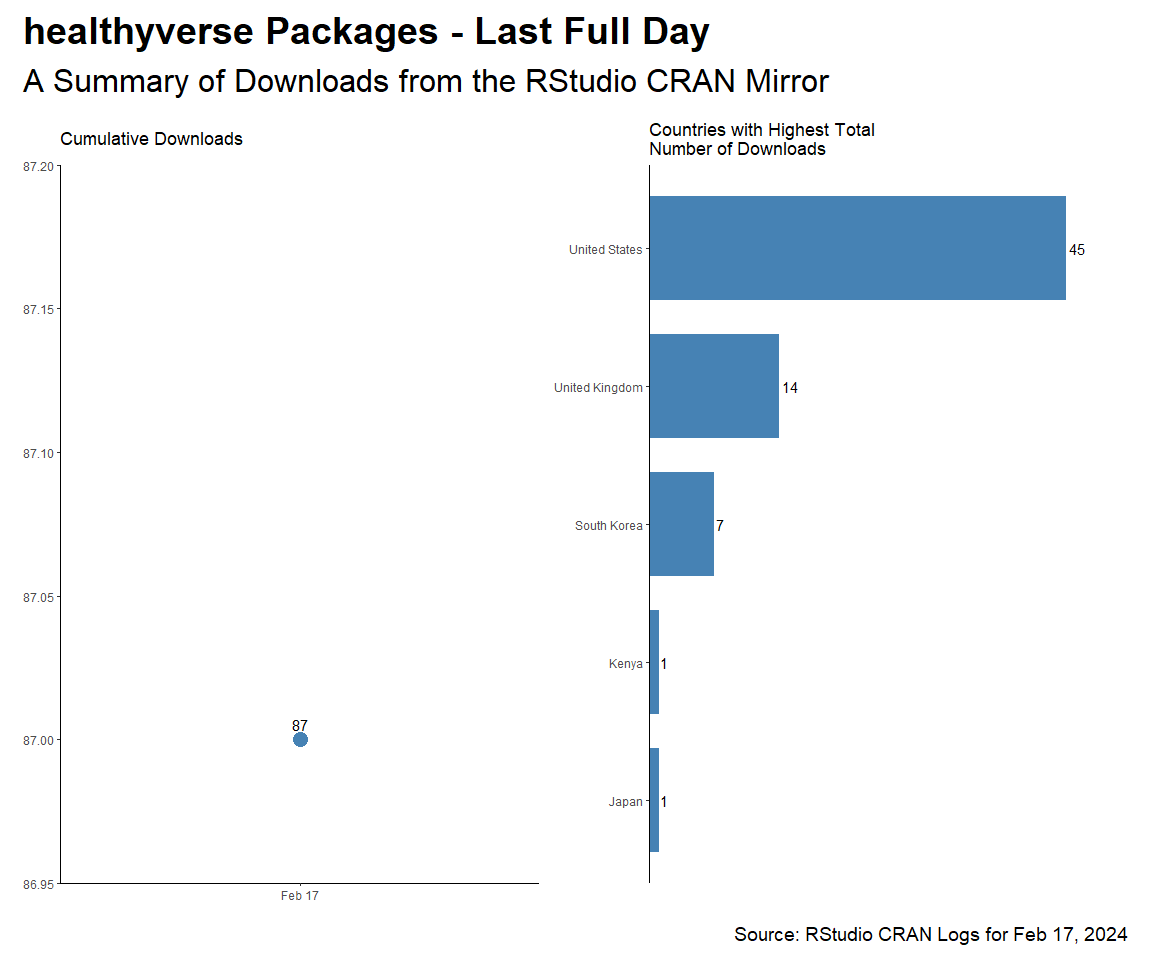 healthyverse Packages - Last Full Day
A Summary of Downloads from the RStudio CRAN Mirror
Cumulative Downloads
87.20
87.15
87.10
87.05
87.00
86.95
87
Feb 17
Countries with Highest Total
Number of Downloads
United States
45
United Kingdom
14
South Korea
7
Kenya
1
Japan
1
Source: RStudio CRAN Logs for Feb 17, 2024